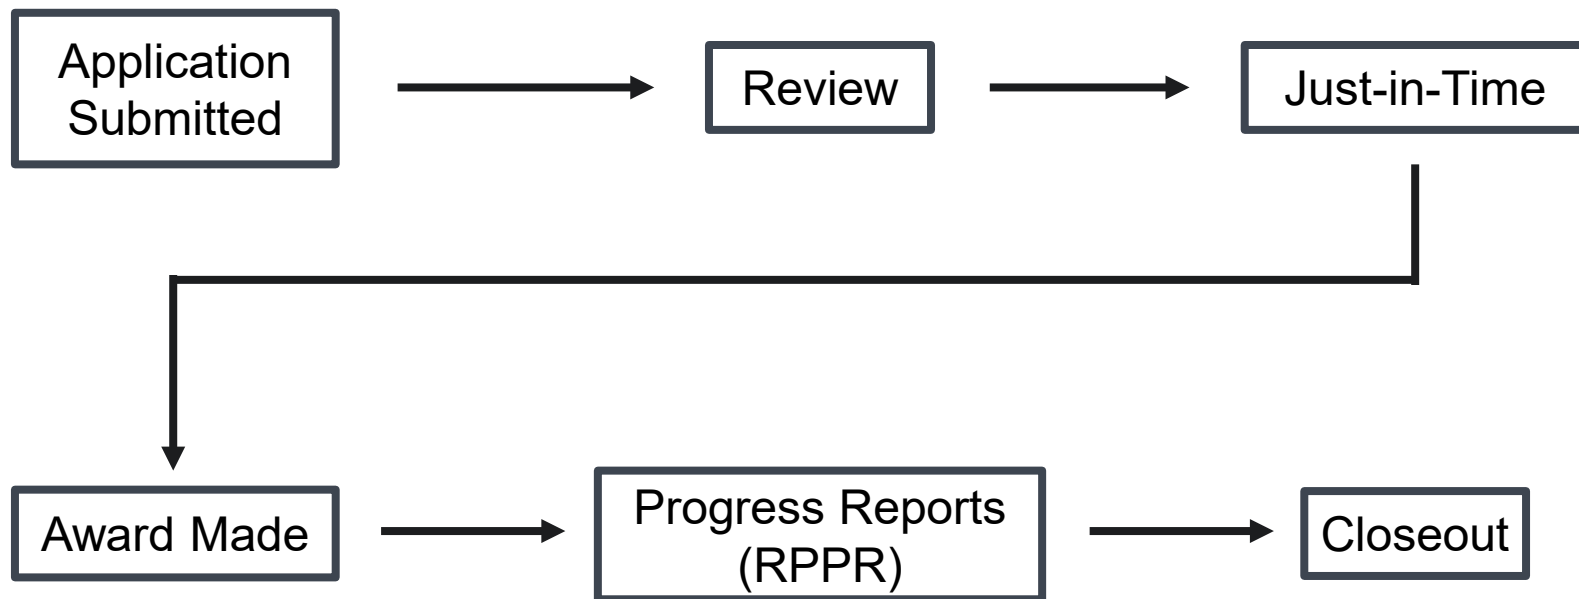 Application
Submitted
Review
Just-in-Time
Award Made
Progress Reports
(RPPR)
Closeout